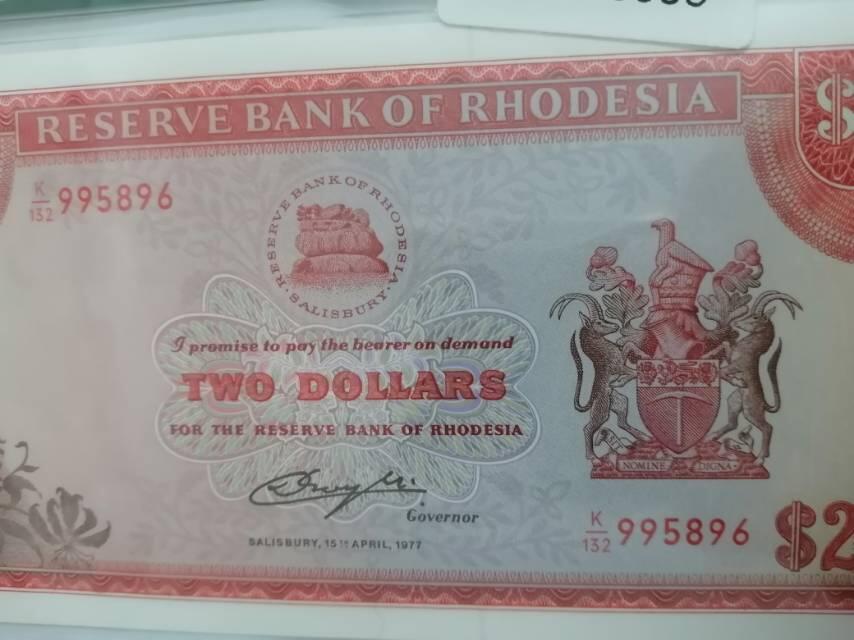 RESERVE BANK OF RHODESIA
$
K/132 995896
RESERVE BANK OF RHODESIA
· SALISBURY ·
I promise to pay the bearer on demand
TWO DOLLARS
FOR THE RESERVE BANK OF RHODESIA
NOMINE DIGNA
Governor
K/132 995896
$2
SALISBURY, 15TH APRIL, 1977